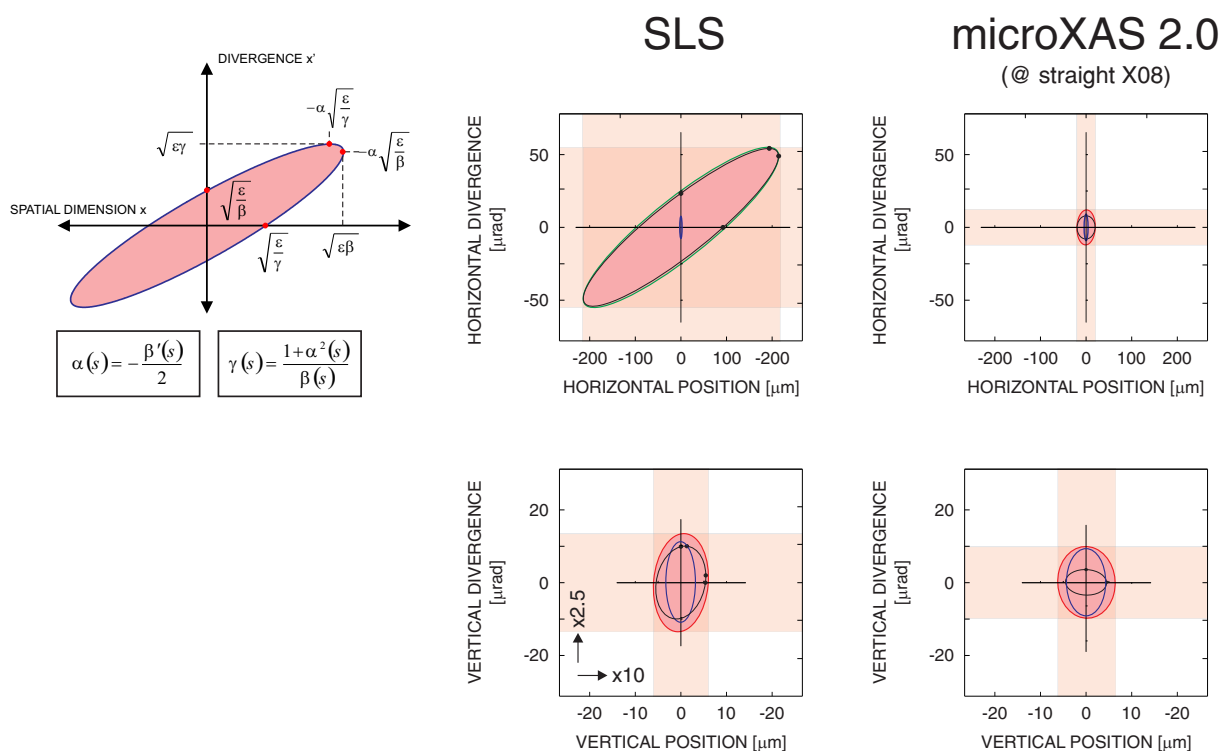 SLS
microXAS 2.0
(@ straight X08)
DIVERGENCE x'
-α√(ε/γ)
√εγ
-α√(ε/β)
√(ε/β)
SPATIAL DIMENSION x
√(ε/γ)
√εβ
α(s) = -β′(s)/2
γ(s) = (1+α²(s))/β(s)
HORIZONTAL DIVERGENCE
[µrad]
50
0
-50
-200 -100 0 100 -200
HORIZONTAL POSITION [µm]
HORIZONTAL DIVERGENCE
[µrad]
50
0
-50
-200 100 0 100 200
HORIZONTAL POSITION [µm]
VERTICAL DIVERGENCE
[µrad]
20
0
-20
x2.5
x10
-20 -10 0 10 20
VERTICAL POSITION [µm]
VERTICAL DIVERGENCE
[µrad]
20
0
-20
-20 -10 0 10 -20
VERTICAL POSITION [µm]